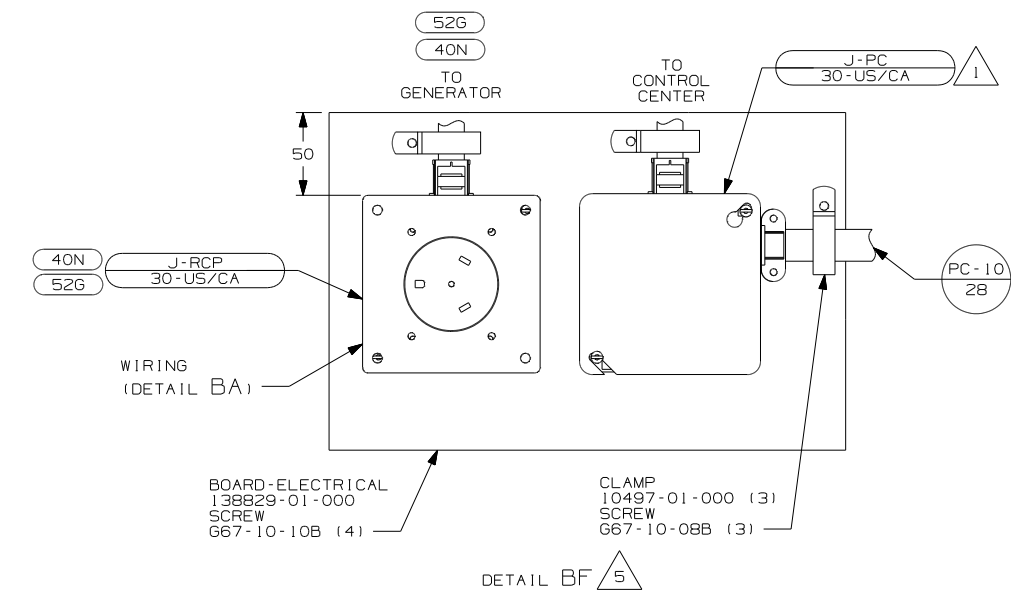 52G
40N
TO
GENERATOR
TO
CONTROL
CENTER
J-PC
30-US/CA
1
50
40N
52G
J-RCP
30-US/CA
PC-10
28
WIRING
(DETAIL BA)
BOARD-ELECTRICAL
138829-01-000
SCREW
G67-10-10B (4)
CLAMP
10497-01-000 (3)
SCREW
G67-10-08B (3)
DETAIL BF 5